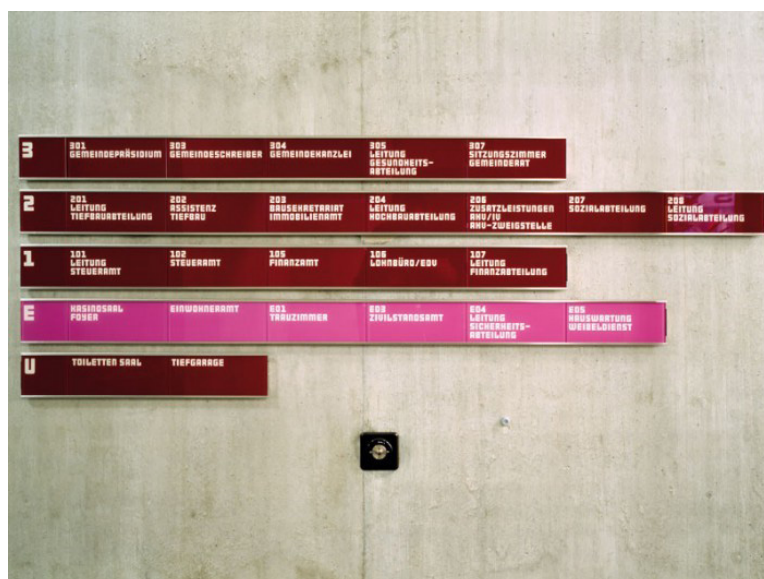 3
301
GEMEINDEPRÄSIDIUM
303
GEMEINDESCHREIBER
304
GEMEINDEKANZLEI
305
LEITUNG
GESUNDHEITS-
ABTEILUNG
307
SITZUNGSZIMMER
GEMEINDERAT
2
201
LEITUNG
TIEFBAUABTEILUNG
202
ASSISTENZ
TIEFBAU
203
BAUSEKRETARIAT
IMMOBILIENAMT
204
LEITUNG
HOCHBAUABTEILUNG
206
ZUSATZLEISTUNGEN
AHV/IV
AHV-ZWEIGSTELLE
207
SOZIALABTEILUNG
208
LEITUNG
SOZIALABTEILUNG
1
101
LEITUNG
STEUERAMT
102
STEUERAMT
105
FINANZAMT
106
LOHNBÜRO/EDV
107
LEITUNG
FINANZABTEILUNG
E
KASINOSAAL
FOYER
EINWOHNERAMT
E01
TRAUZIMMER
E03
ZIVILSTANDSAMT
E04
LEITUNG
SICHERHEITS-
ABTEILUNG
E05
HAUSWARTUNG
WEIBELDIENST
U
TOILETTEN SAAL
TIEFGARAGE